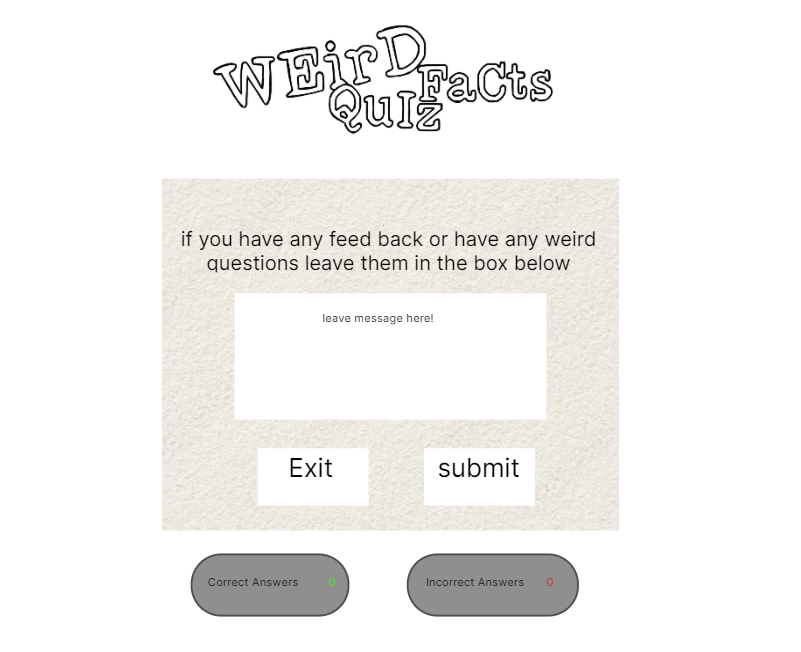 WEirD FaCts
QuIz
if you have any feed back or have any weird
questions leave them in the box below
leave message here!
Exit submit
Correct Answers 0 Incorrect Answers 0